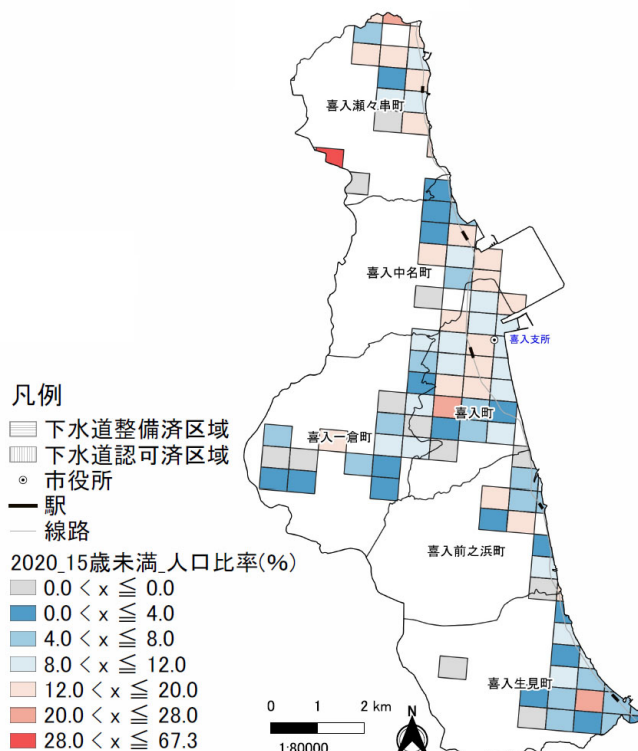 喜入瀬々串町
喜入中名町
喜入支所
喜入町
喜入一倉町
喜入前之浜町
喜入生見町
凡例
下水道整備済区域
下水道認可済区域
市役所
駅
線路
2020_15歳未満_人口比率(%)
0.0 < x ≦ 0.0
0.0 < x ≦ 4.0
4.0 < x ≦ 8.0
8.0 < x ≦ 12.0
12.0 < x ≦ 20.0
20.0 < x ≦ 28.0
28.0 < x ≦ 67.3
0 1 2 km
1:80000
N